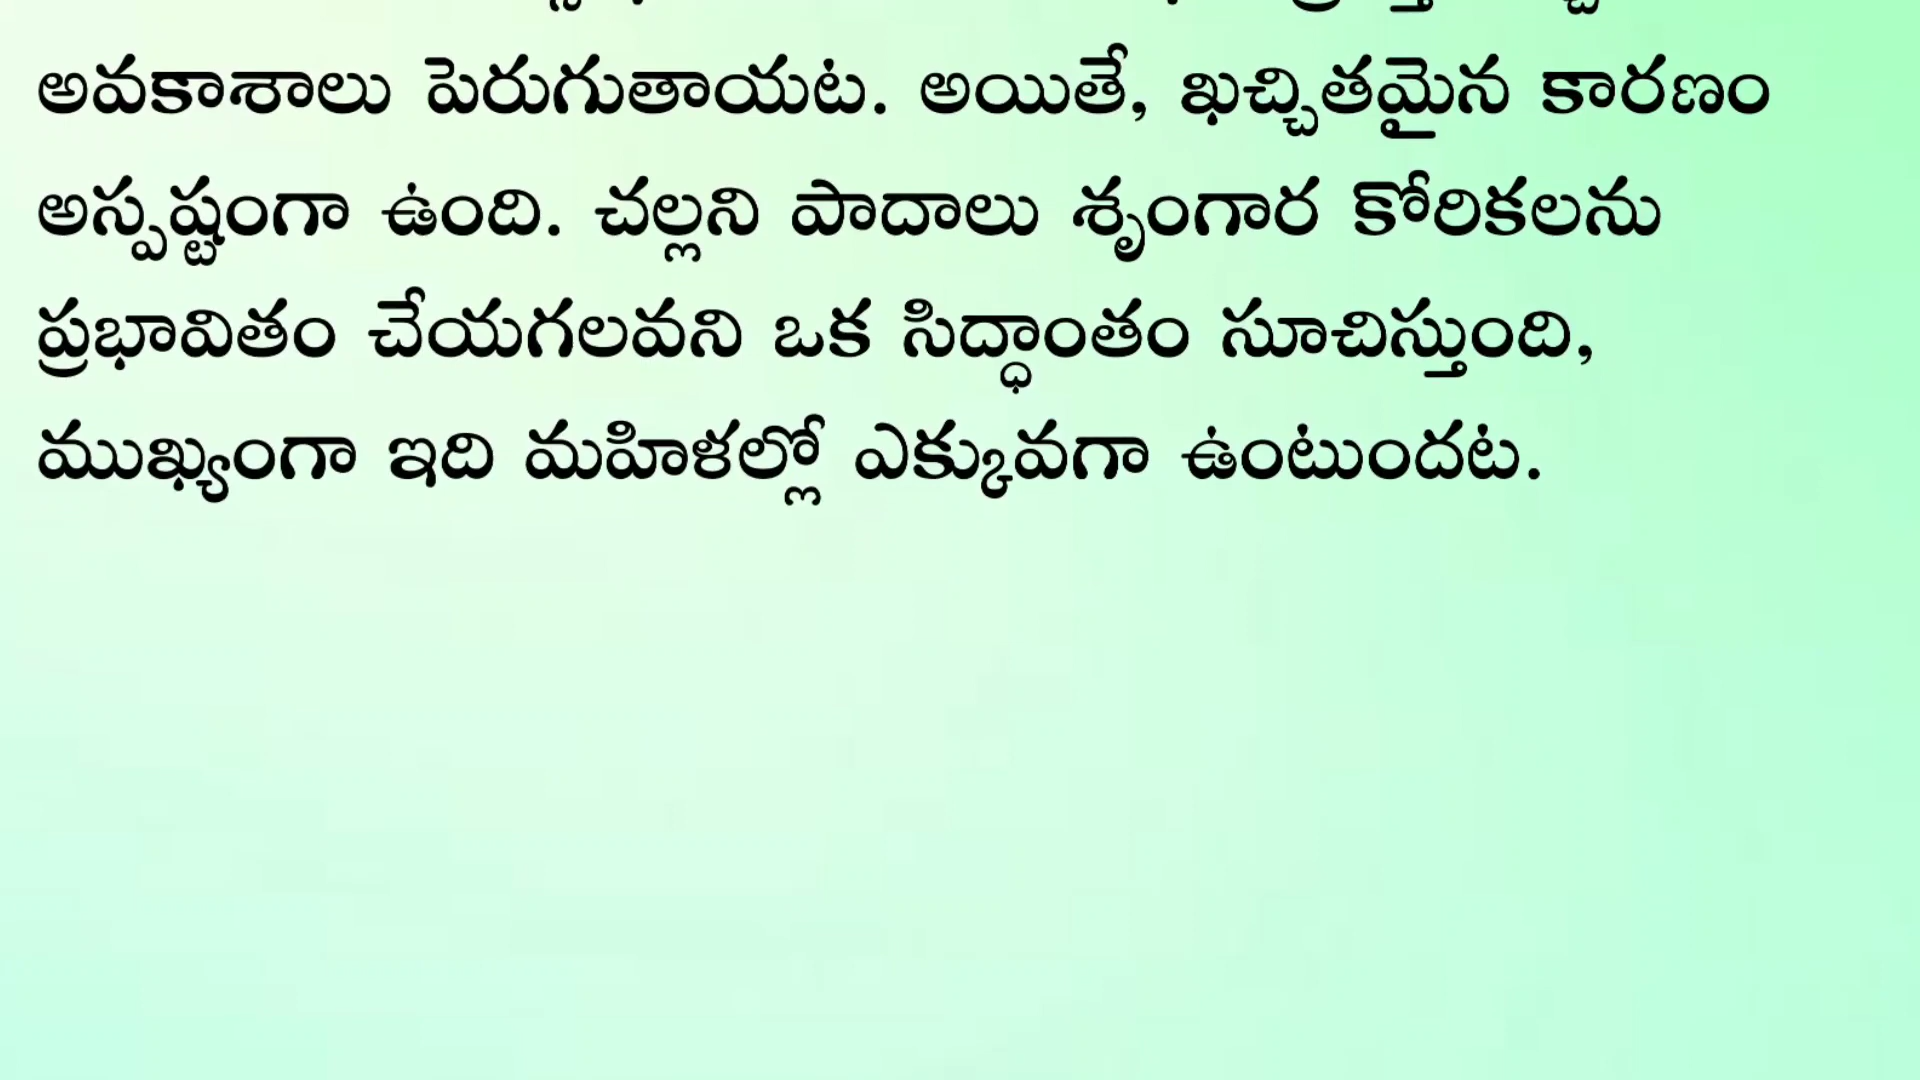 అవకాశాలు పెరుగుతాయట. అయితే, ఖచ్చితమైన కారణం
అస్పష్టంగా ఉంది. చల్లని పాదాలు శృంగార కోరికలను
ప్రభావితం చేయగలవని ఒక సిద్ధాంతం సూచిస్తుంది,
ముఖ్యంగా ఇది మహిళల్లో ఎక్కువగా ఉంటుందట.